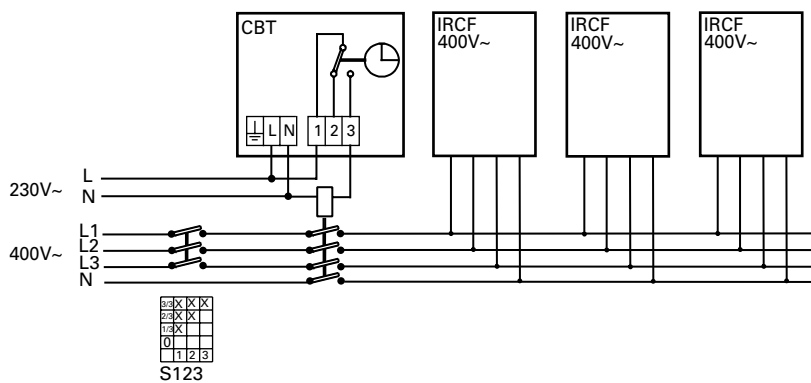 CBT
IRCF
400V~
IRCF
400V~
IRCF
400V~
L N 1 2 3
L
230V~
N
L1
L2
400V~
L3
N
3/3 X X X
2/3 X X
1/3 X
0
1 2 3
S123